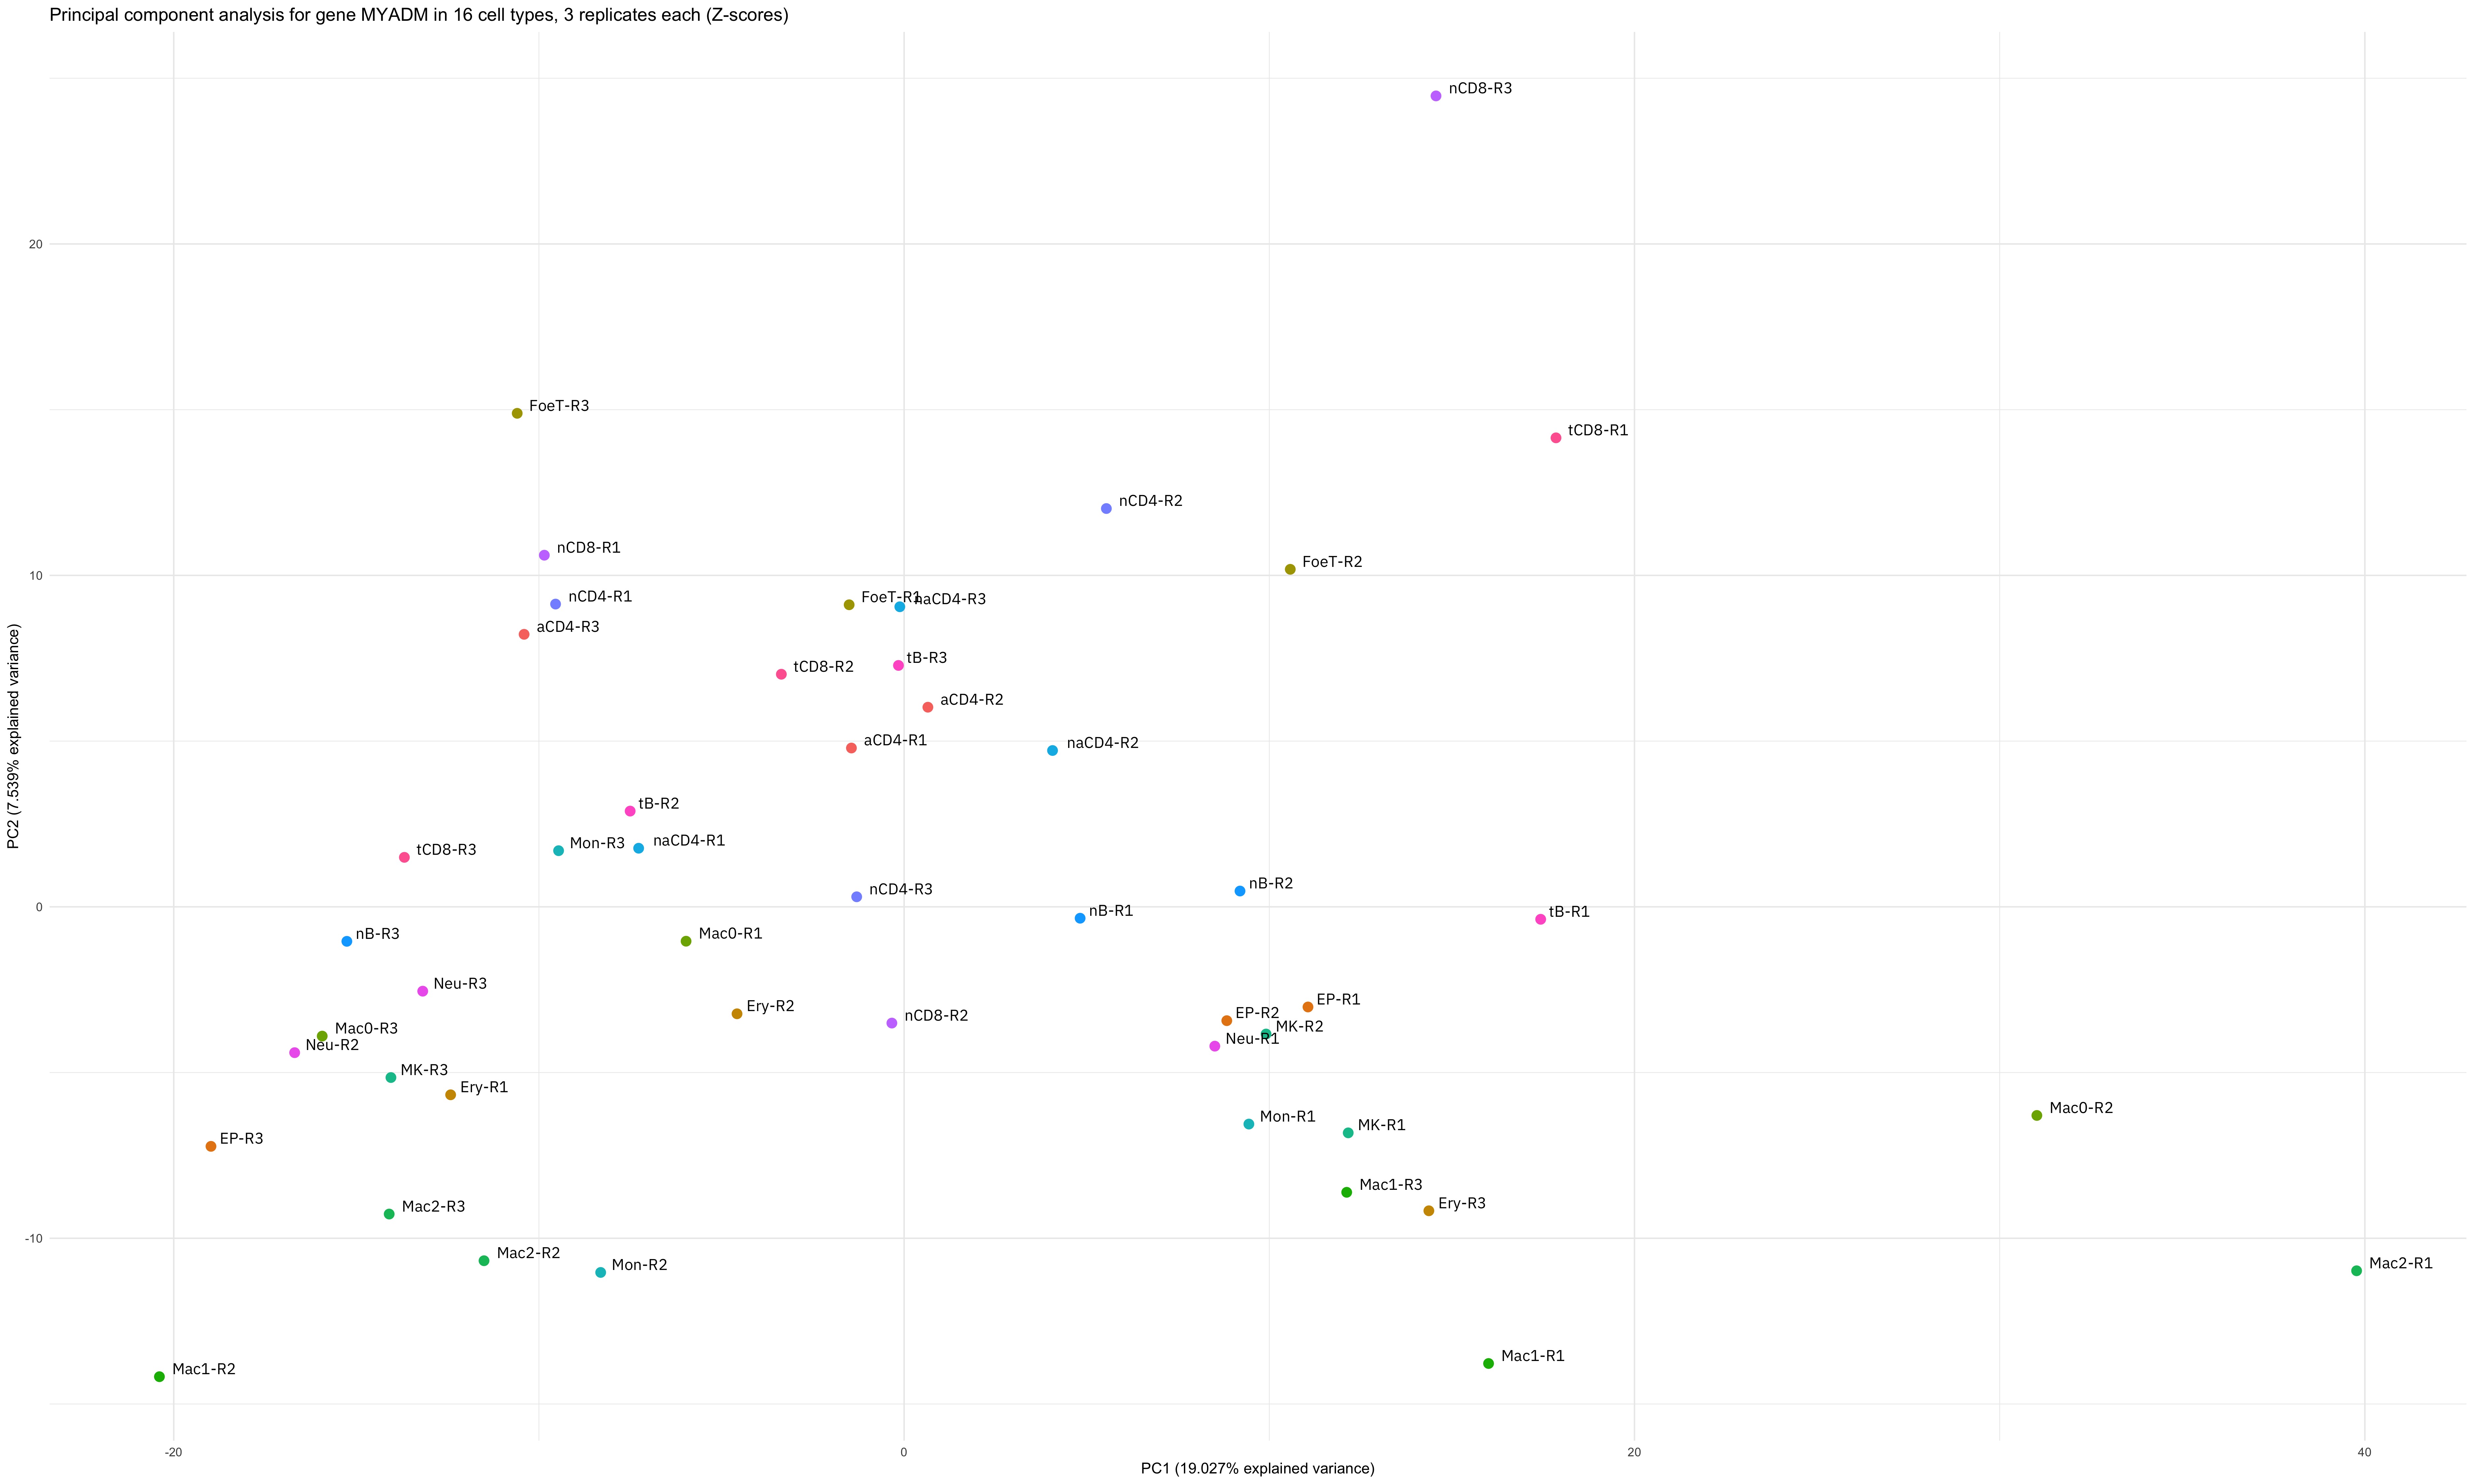 Principal component analysis for gene MYADM in 16 cell types, 3 replicates each (Z-scores)
nCD8-R3
20
FoeT-R3
tCD8-R1
nCD4-R2
nCD8-R1
FoeT-R2
10
nCD4-R1
FoeT-R1
naCD4-R3
aCD4-R3
tB-R3
tCD8-R2
aCD4-R2
aCD4-R1
naCD4-R2
PC2 (7.539% explained variance)
tB-R2
Mon-R3
naCD4-R1
tCD8-R3
nCD4-R3
nB-R2
0
nB-R1
tB-R1
nB-R3
Mac0-R1
Neu-R3
EP-R1
Ery-R2
EP-R2
nCD8-R2
MK-R2
Mac0-R3
Neu-R1
Neu-R2
MK-R3
Ery-R1
Mac0-R2
Mon-R1
MK-R1
EP-R3
Mac1-R3
Ery-R3
Mac2-R3
-10
Mac2-R2
Mon-R2
Mac2-R1
Mac1-R1
Mac1-R2
-20
0
20
40
PC1 (19.027% explained variance)